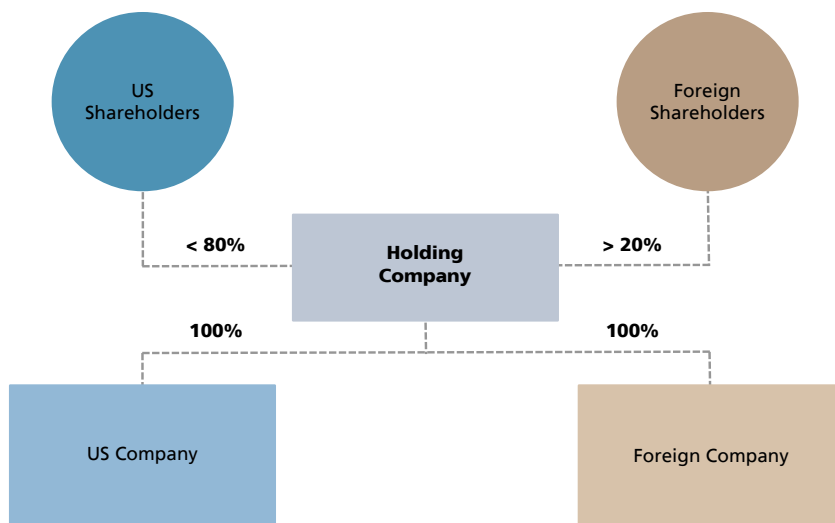 US
Shareholders
Foreign
Shareholders
< 80%
Holding
Company
> 20%
100%
100%
US Company
Foreign Company